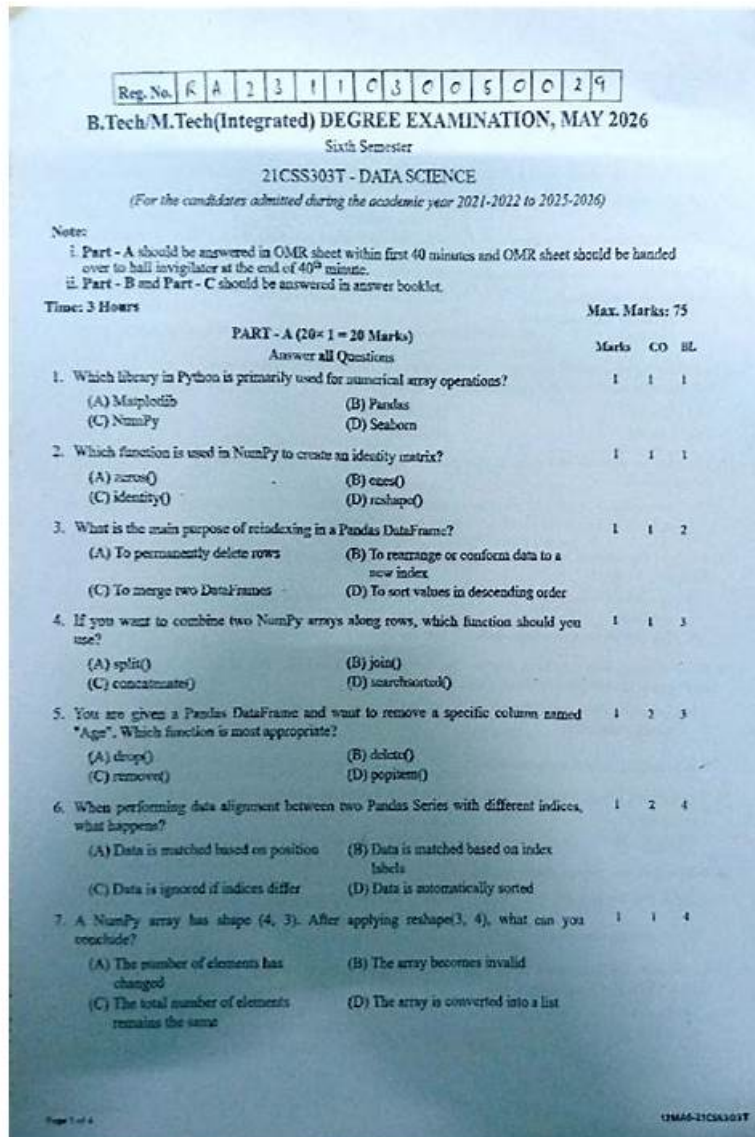 Reg. No. R A 2 3 1 1 0 3 0 0 5 0 0 2 9
B.Tech/M.Tech(Integrated) DEGREE EXAMINATION, MAY 2026
Sixth Semester
21CSS303T - DATA SCIENCE
(For the candidates admitted during the academic year 2021-2022 to 2025-2026)
Note:
i. Part - A should be answered in OMR sheet within first 40 minutes and OMR sheet should be handed
over to hall invigilator at the end of 40th minute.
ii. Part - B and Part - C should be answered in answer booklet.
Time: 3 Hours Max. Marks: 75
PART - A (20× 1 = 20 Marks)
Answer all Questions
Marks CO BL
1. Which library in Python is primarily used for numerical array operations? 1 1 1
(A) Matplotlib (B) Pandas
(C) NumPy (D) Seaborn
2. Which function is used in NumPy to create an identity matrix? 1 1 1
(A) zeros() (B) ones()
(C) identity() (D) reshape()
3. What is the main purpose of reindexing in a Pandas DataFrame? 1 1 2
(A) To permanently delete rows (B) To rearrange or conform data to a
new index
(C) To merge two DataFrames (D) To sort values in descending order
4. If you want to combine two NumPy arrays along rows, which function should you 1 1 3
use?
(A) split() (B) join()
(C) concatenate() (D) searchsorted()
5. You are given a Pandas DataFrame and want to remove a specific column named 1 2 3
"Age". Which function is most appropriate?
(A) drop() (B) delete()
(C) remove() (D) popitem()
6. When performing data alignment between two Pandas Series with different indices, 1 2 4
what happens?
(A) Data is matched based on position (B) Data is matched based on index
labels
(C) Data is ignored if indices differ (D) Data is automatically sorted
7. A NumPy array has shape (4, 3). After applying reshape(3, 4), what can you 1 1 4
conclude?
(A) The number of elements has (B) The array becomes invalid
changed
(C) The total number of elements (D) The array is converted into a list
remains the same
Page 1 of 4